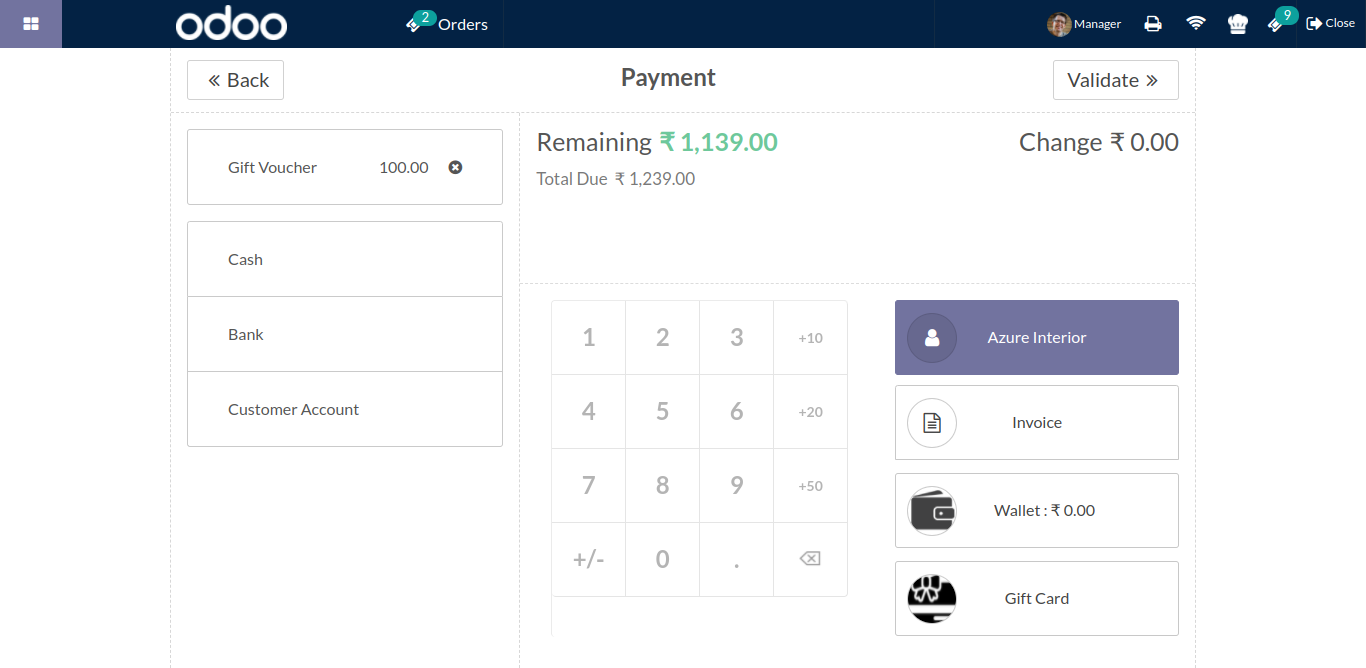 odoo
2
Orders
Manager
9
Close
« Back
Payment
Validate »
Gift Voucher 100.00
Remaining ₹ 1,139.00
Change ₹ 0.00
Total Due ₹ 1,239.00
Cash
Bank
Customer Account
1 2 3 +10
4 5 6 +20
7 8 9 +50
+/- 0 .
Azure Interior
Invoice
Wallet : ₹ 0.00
Gift Card